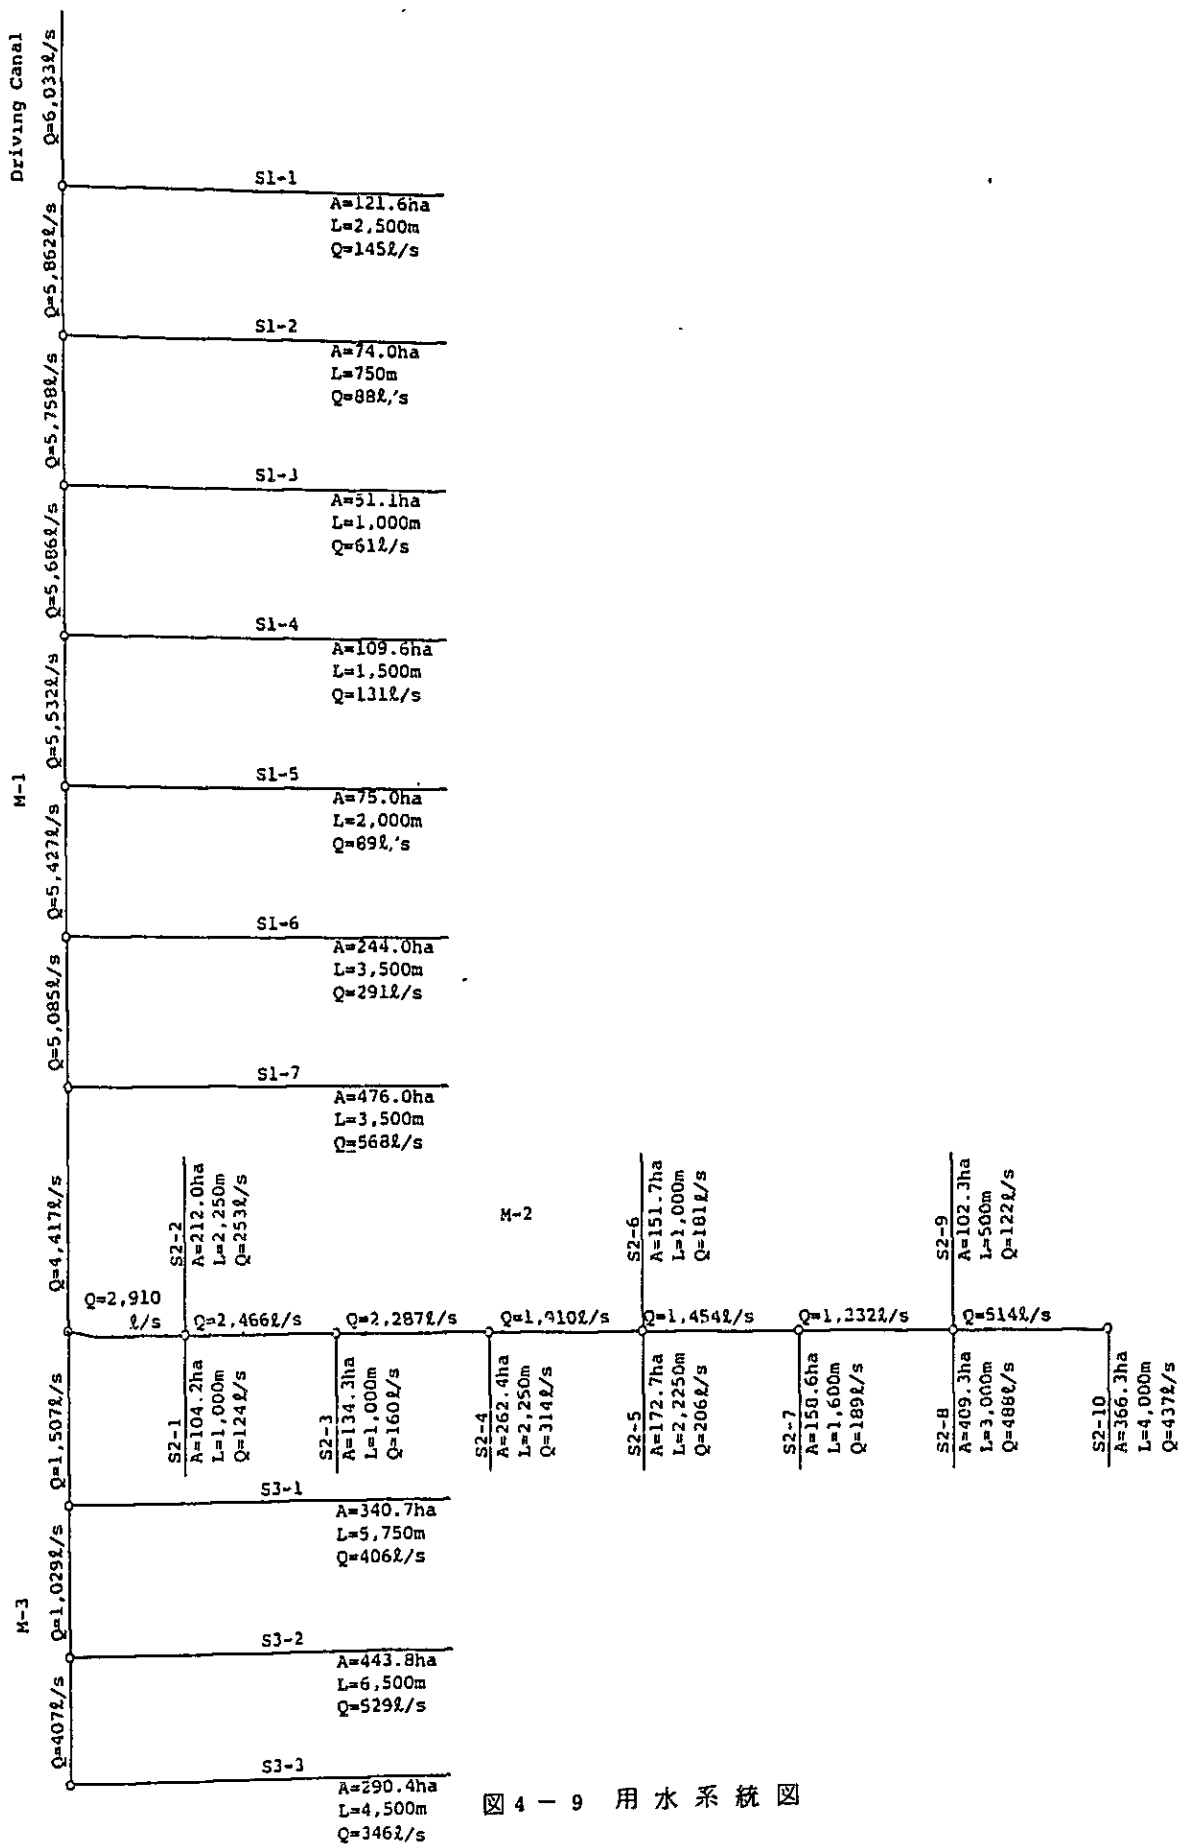 Driving Canal
Q=6,033ℓ/s
S1-1
A=121.6ha
L=2,500m
Q=145ℓ/s
Q=5,862ℓ/s
S1-2
A=74.0ha
L=750m
Q=88ℓ/s
Q=5,758ℓ/s
S1-3
A=51.1ha
L=1,000m
Q=61ℓ/s
Q=5,686ℓ/s
S1-4
A=109.6ha
L=1,500m
Q=131ℓ/s
Q=5,532ℓ/s
M-1
S1-5
A=75.0ha
L=2,000m
Q=89ℓ/s
Q=5,427ℓ/s
S1-6
A=244.0ha
L=3,500m
Q=291ℓ/s
Q=5,085ℓ/s
S1-7
A=476.0ha
L=3,500m
Q=568ℓ/s
Q=4,417ℓ/s
M-2
Q=2,910
ℓ/s
S2-2
A=212.0ha
L=2,250m
Q=253ℓ/s
S2-6
A=151.7ha
L=1,000m
Q=181ℓ/s
S2-9
A=102.3ha
L=500m
Q=122ℓ/s
Q=2,466ℓ/s
Q=2,287ℓ/s
Q=1,910ℓ/s
Q=1,454ℓ/s
Q=1,232ℓ/s
Q=514ℓ/s
S2-1
A=104.2ha
L=1,000m
Q=124ℓ/s
S2-3
A=134.3ha
L=1,000m
Q=160ℓ/s
S2-4
A=262.4ha
L=2,250m
Q=314ℓ/s
S2-5
A=172.7ha
L=2,2250m
Q=206ℓ/s
S2-7
A=158.6ha
L=1,600m
Q=189ℓ/s
S2-8
A=409.3ha
L=3,000m
Q=488ℓ/s
S2-10
A=366.3ha
L=4,000m
Q=437ℓ/s
Q=1,507ℓ/s
S3-1
A=340.7ha
L=5,750m
Q=406ℓ/s
M-3
Q=1,029ℓ/s
S3-2
A=443.8ha
L=6,500m
Q=529ℓ/s
Q=407ℓ/s
S3-3
A=290.4ha
L=4,500m
Q=346ℓ/s
図4－9 用水系統図